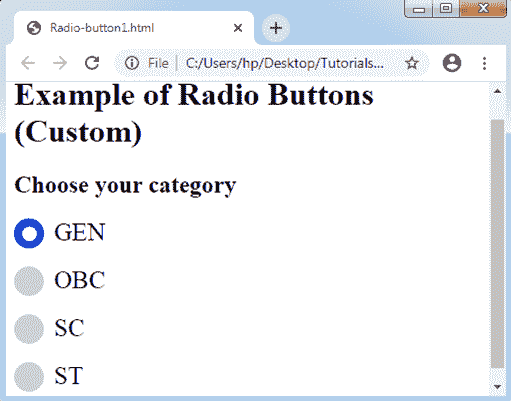 Radio-button1.html
File | C:/Users/hp/Desktop/Tutorials...
Example of Radio Buttons
(Custom)
Choose your category
GEN
OBC
SC
ST